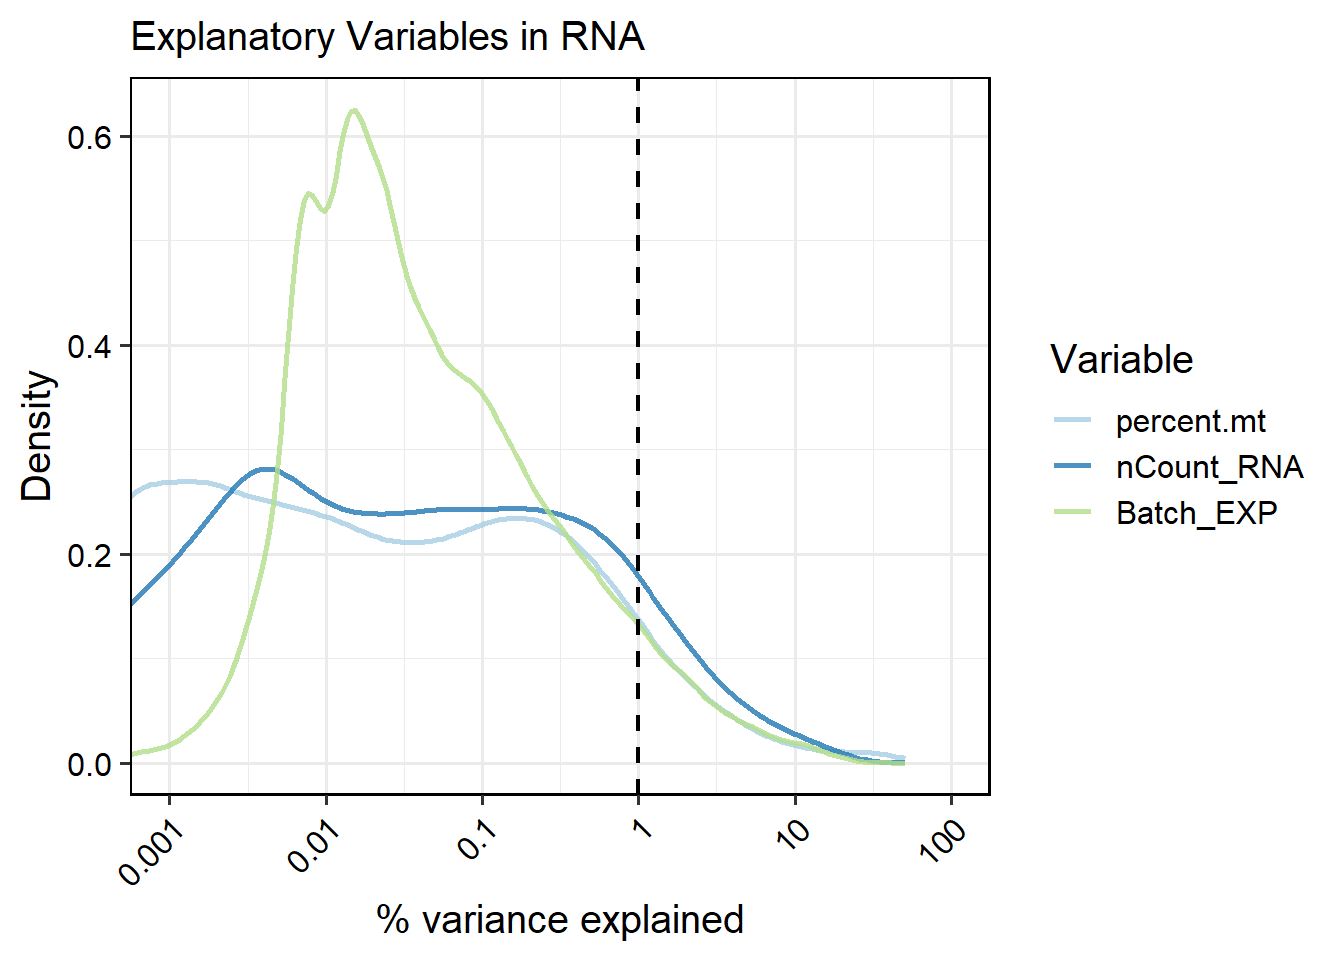 Explanatory Variables in RNA
0.6
0.4
0.2
0.0
Density
0.001
0.01
0.1
1
10
100
% variance explained
Variable
percent.mt
nCount_RNA
Batch_EXP